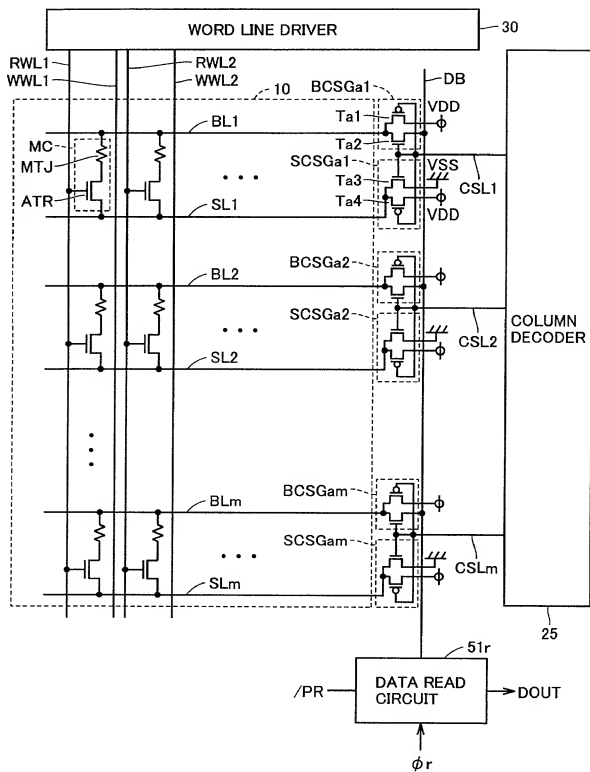 WORD LINE DRIVER
30
RWL1
WWL1
RWL2
WWL2
10
BCSGa1
DB
VDD
BL1
Ta1
Ta2
MC
MTJ
ATR
SCSGa1
VSS
Ta3
Ta4
CSL1
SL1
VDD
BL2
BCSGa2
SCSGa2
CSL2
SL2
COLUMN
DECODER
BLm
BCSGam
SCSGam
CSLm
SLm
25
51r
/PR
DATA READ
CIRCUIT
DOUT
φr